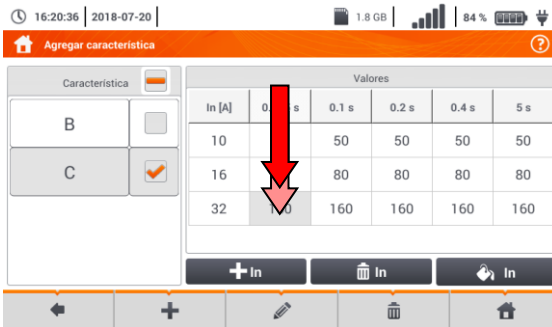 16:20:36 2018-07-20 1.8 GB 84 %
Agregar característica ?
Característica Valores
In [A] 0.1 s 0.2 s 0.4 s 5 s
B
10 50 50 50 50
C
16 80 80 80 80
32 160 160 160 160
In In In